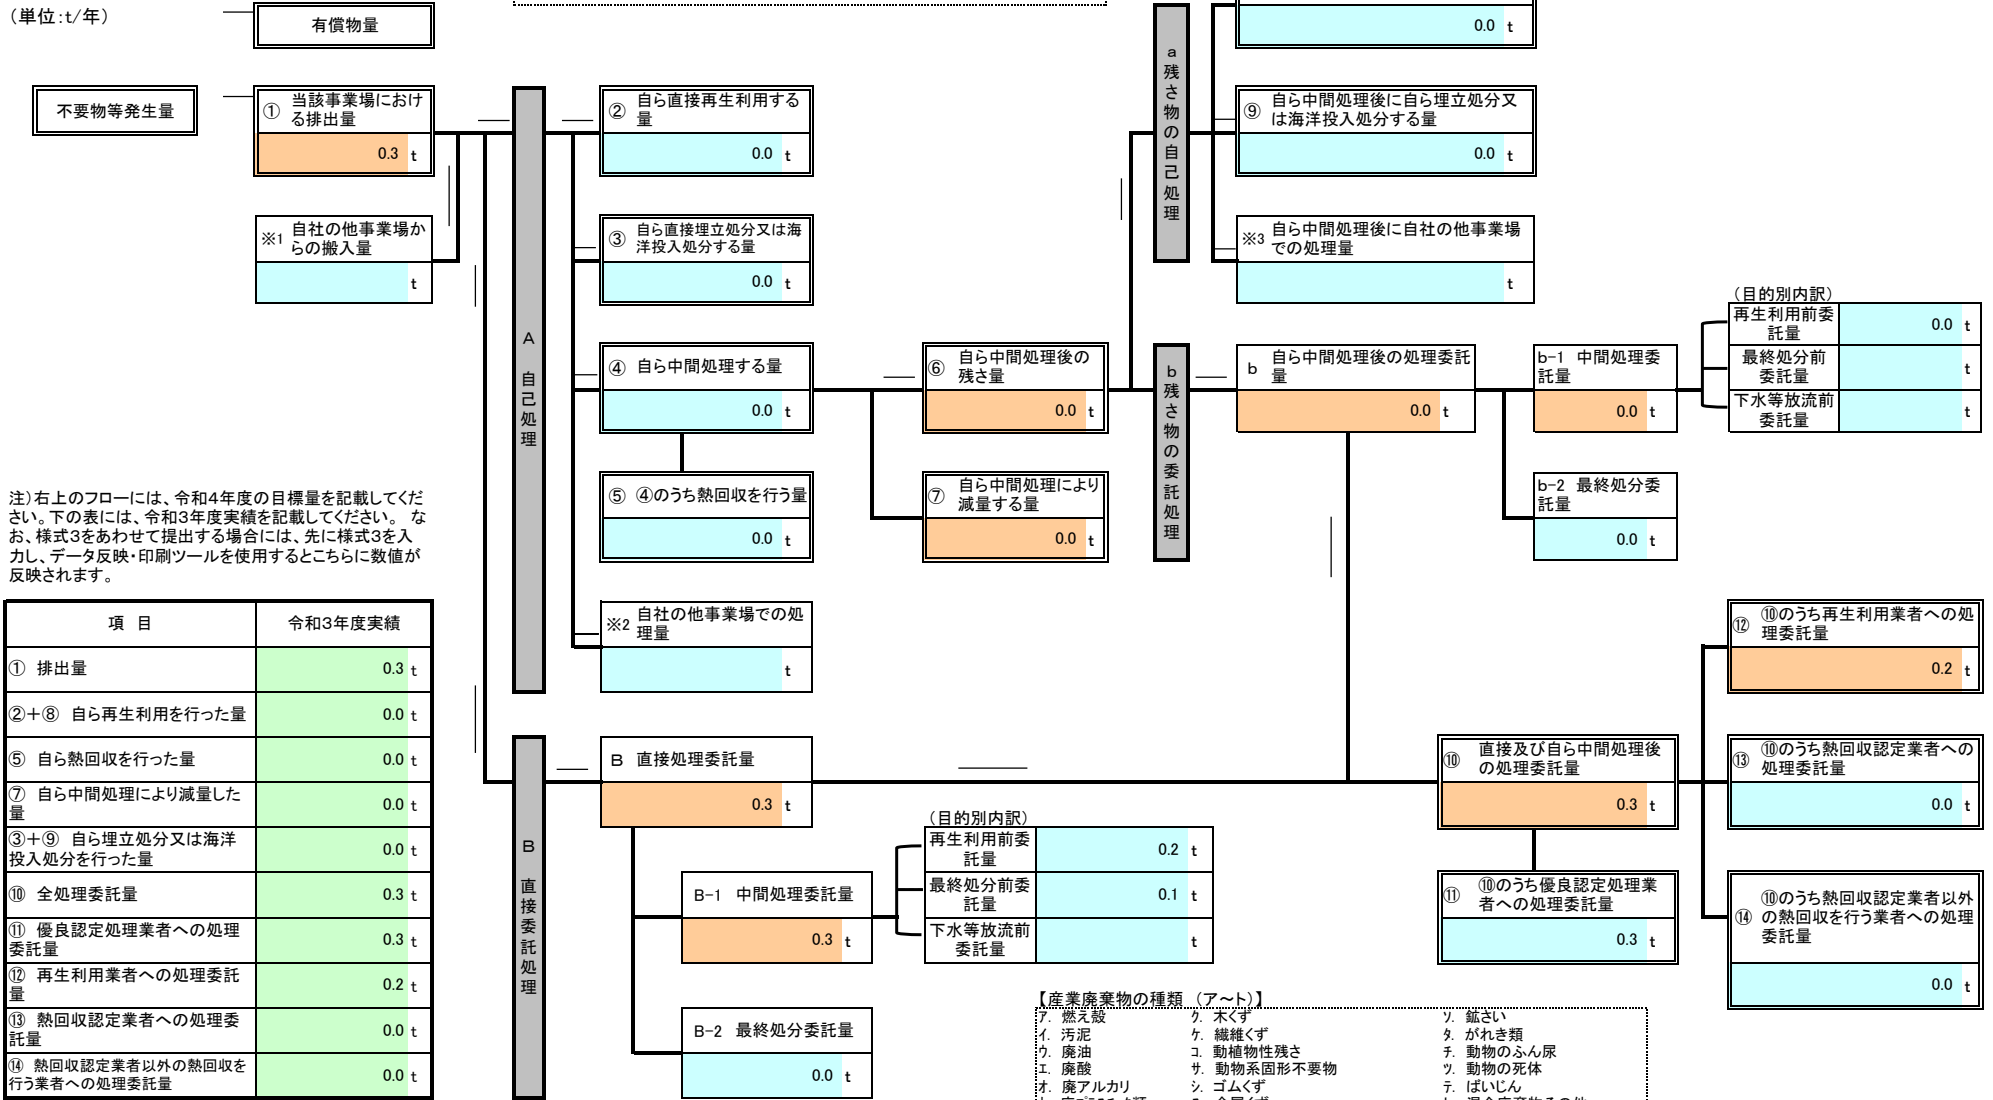 （単位:t/年）
有償物量
不要物等発生量
① 当該事業場におけ
る排出量
0.3 t
※1 自社の他事業場か
らの搬入量
t
A 自己処理
② 自ら直接再生利用する
量
0.0 t
③ 自ら直接埋立処分又は海
洋投入処分する量
0.0 t
④ 自ら中間処理する量
0.0 t
⑤ ④のうち熱回収を行う量
0.0 t
※2 自社の他事業場での処
理量
t
⑥ 自ら中間処理後の
残さ量
0.0 t
⑦ 自ら中間処理により
減量する量
0.0 t
a 残さ物の自己処理
0.0 t
⑨ 自ら中間処理後に自ら埋立処分又
は海洋投入処分する量
0.0 t
※3 自ら中間処理後に自社の他事業場
での処理量
t
b 残さ物の委託処理
b 自ら中間処理後の処理委託
量
0.0 t
b-1 中間処理委
託量
0.0 t
（目的別内訳）
再生利用前委
託量
0.0 t
最終処分前
委託量
t
下水等放流前
委託量
t
b-2 最終処分委
託量
0.0 t
注）右上のフローには、令和4年度の目標量を記載してくだ
さい。下の表には、令和3年度実績を記載してください。 な
お、様式3をあわせて提出する場合には、先に様式3を入
力し、データ反映・印刷ツールを使用するとこちらに数値が
反映されます。
項 目 令和3年度実績
① 排出量 0.3 t
②＋⑧ 自ら再生利用を行った量 0.0 t
⑤ 自ら熱回収を行った量 0.0 t
⑦ 自ら中間処理により減量した
量 0.0 t
③＋⑨ 自ら埋立処分又は海洋
投入処分を行った量 0.0 t
⑩ 全処理委託量 0.3 t
⑪ 優良認定処理業者への処理
委託量 0.3 t
⑫ 再生利用業者への処理委託
量 0.2 t
⑬ 熱回収認定業者への処理委
託量 0.0 t
⑭ 熱回収認定業者以外の熱回収を
行う業者への処理委託量 0.0 t
B 直接委託処理
B 直接処理委託量
0.3 t
B-1 中間処理委託量
0.3 t
（目的別内訳）
再生利用前委
託量
0.2 t
最終処分前委
託量
0.1 t
下水等放流前
委託量
t
B-2 最終処分委託量
0.0 t
⑩ 直接及び自ら中間処理後
の処理委託量
0.3 t
⑪ ⑩のうち優良認定処理業
者への処理委託量
0.3 t
⑫ ⑩のうち再生利用業者への処
理委託量
0.2 t
⑬ ⑩のうち熱回収認定業者への
処理委託量
0.0 t
⑭ ⑩のうち熱回収認定業者以外
の熱回収を行う業者への処理
委託量
0.0 t
【産業廃棄物の種類 （ア～ト）】
ア. 燃え殻 ク. 木くず ソ. 鉱さい
イ. 汚泥 ケ. 繊維くず タ. がれき類
ウ. 廃油 コ. 動植物性残さ チ. 動物のふん尿
エ. 廃酸 サ. 動物系固形不要物 ツ. 動物の死体
オ. 廃アルカリ シ. ゴムくず テ. ばいじん